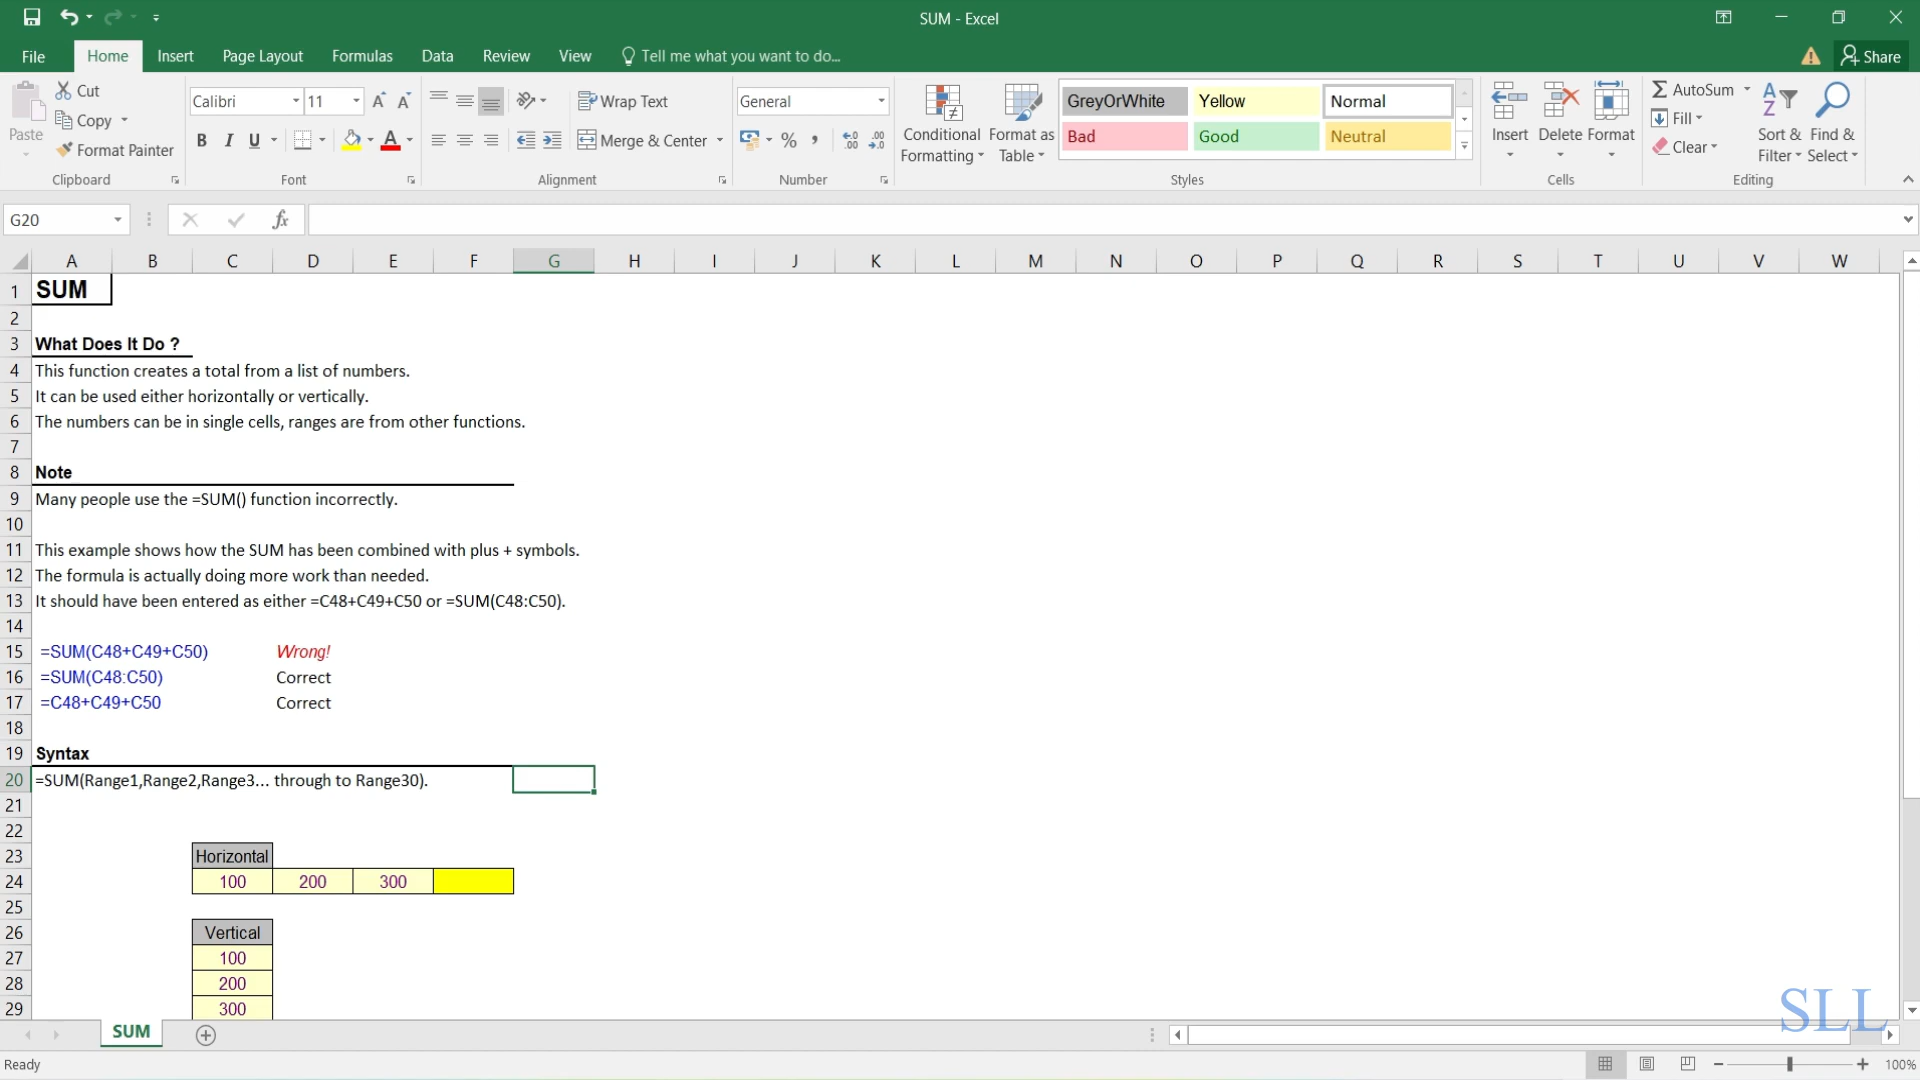 SUM - Excel
File Home Insert Page Layout Formulas Data Review View Tell me what you want to do... Share
Paste
Cut
Copy
Format Painter
Clipboard
Calibri 11
B I U
Font
Wrap Text
Merge & Center
Alignment
General
%
Number
Conditional Formatting
Format as Table
GreyOrWhite Yellow Normal
Bad Good Neutral
Styles
Insert Delete Format
Cells
AutoSum
Fill
Clear
Sort & Filter
Find & Select
Editing
G20
fx
A B C D E F G H I J K L M N O P Q R S T U V W
1 SUM
2
3 What Does It Do ?
4 This function creates a total from a list of numbers.
5 It can be used either horizontally or vertically.
6 The numbers can be in single cells, ranges are from other functions.
7
8 Note
9 Many people use the =SUM() function incorrectly.
10
11 This example shows how the SUM has been combined with plus + symbols.
12 The formula is actually doing more work than needed.
13 It should have been entered as either =C48+C49+C50 or =SUM(C48:C50).
14
15 =SUM(C48+C49+C50) Wrong!
16 =SUM(C48:C50) Correct
17 =C48+C49+C50 Correct
18
19 Syntax
20 =SUM(Range1,Range2,Range3... through to Range30).
21
22
23 Horizontal
24 100 200 300
25
26 Vertical
27 100
28 200
29 300
SLL
SUM
Ready
100%